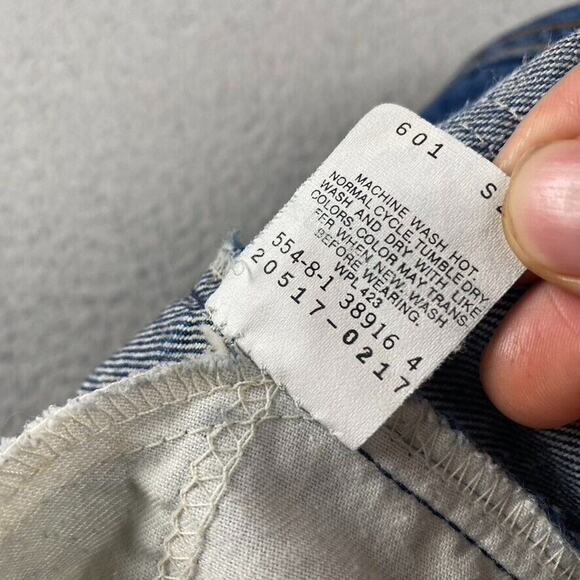 601 S
MACHINE WASH HOT
NORMAL CYCLE. TUMBLE DRY
WASH AND DRY WITH LIKE
COLORS. COLOR MAY TRANS-
FER WHEN NEW. WASH
BEFORE WEARING.
WPL 423
554-8-1 38916 4
20517-0217